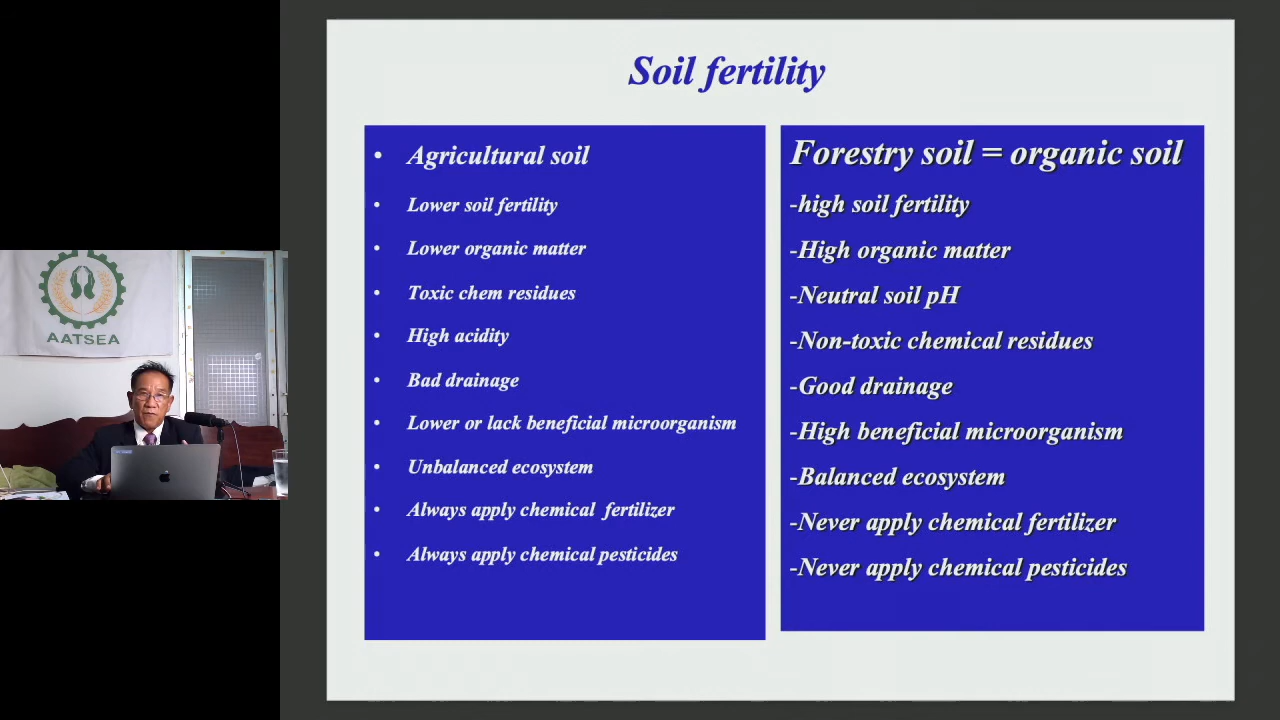 Soil fertility
• Agricultural soil
• Lower soil fertility
• Lower organic matter
• Toxic chem residues
• High acidity
• Bad drainage
• Lower or lack beneficial microorganism
• Unbalanced ecosystem
• Always apply chemical fertilizer
• Always apply chemical pesticides
Forestry soil = organic soil
-high soil fertility
-High organic matter
-Neutral soil pH
-Non-toxic chemical residues
-Good drainage
-High beneficial microorganism
-Balanced ecosystem
-Never apply chemical fertilizer
-Never apply chemical pesticides
AATSEA